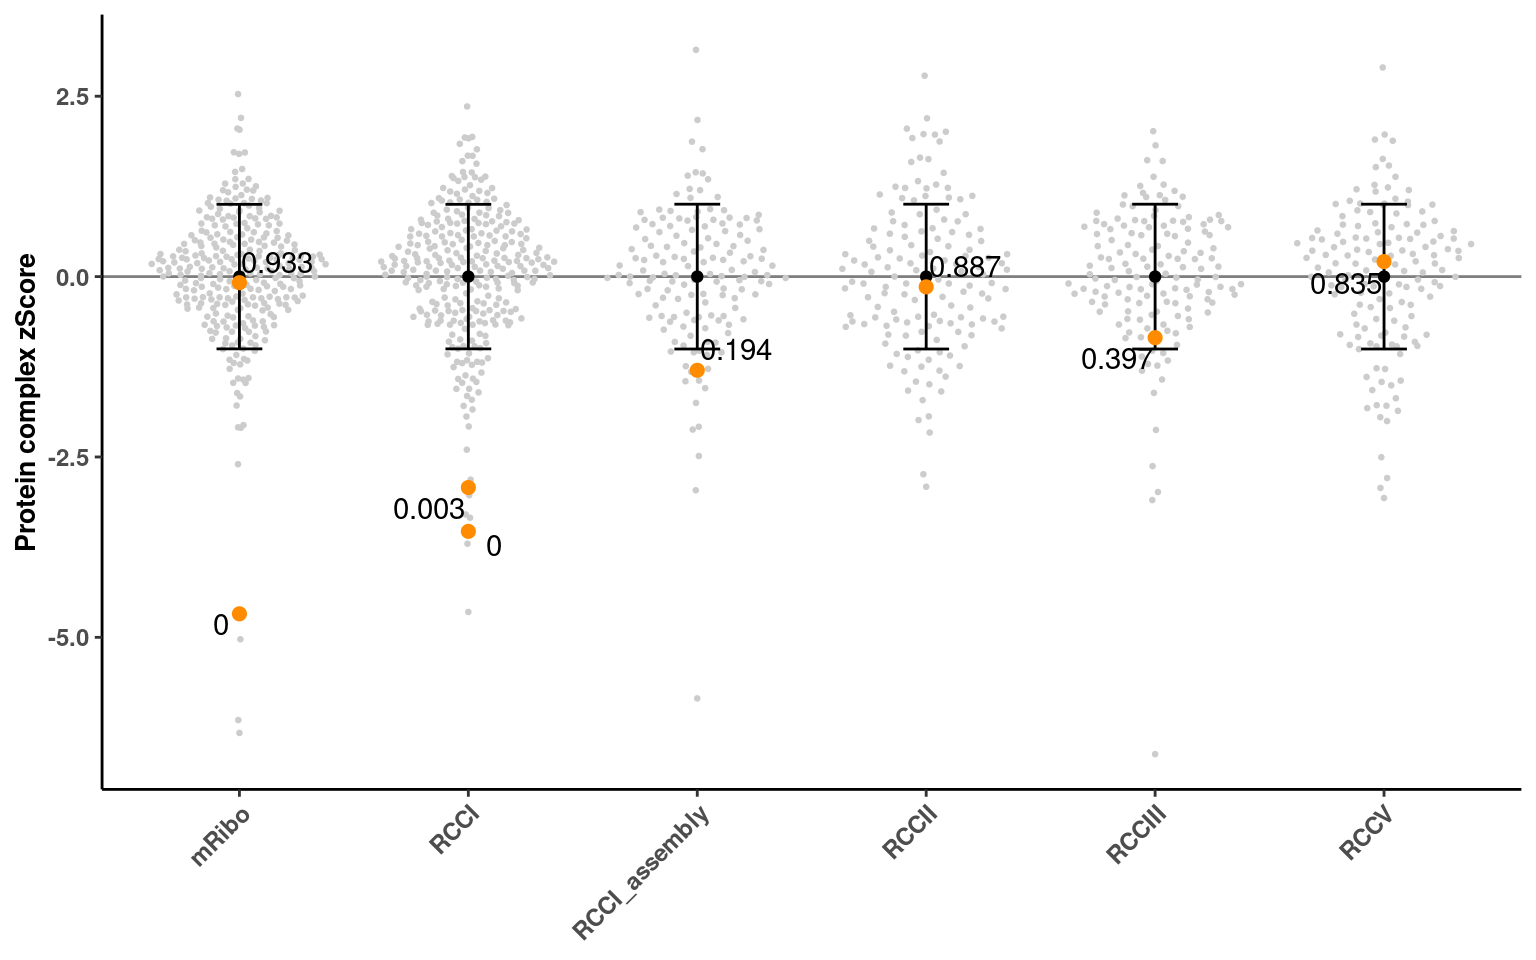 Protein complex zScore
2.5
0.0
-2.5
-5.0
0.933
0
0.003
0
0.194
0.887
0.397
0.835
mRibo
RCCI
RCCI_assembly
RCCII
RCCIII
RCCV